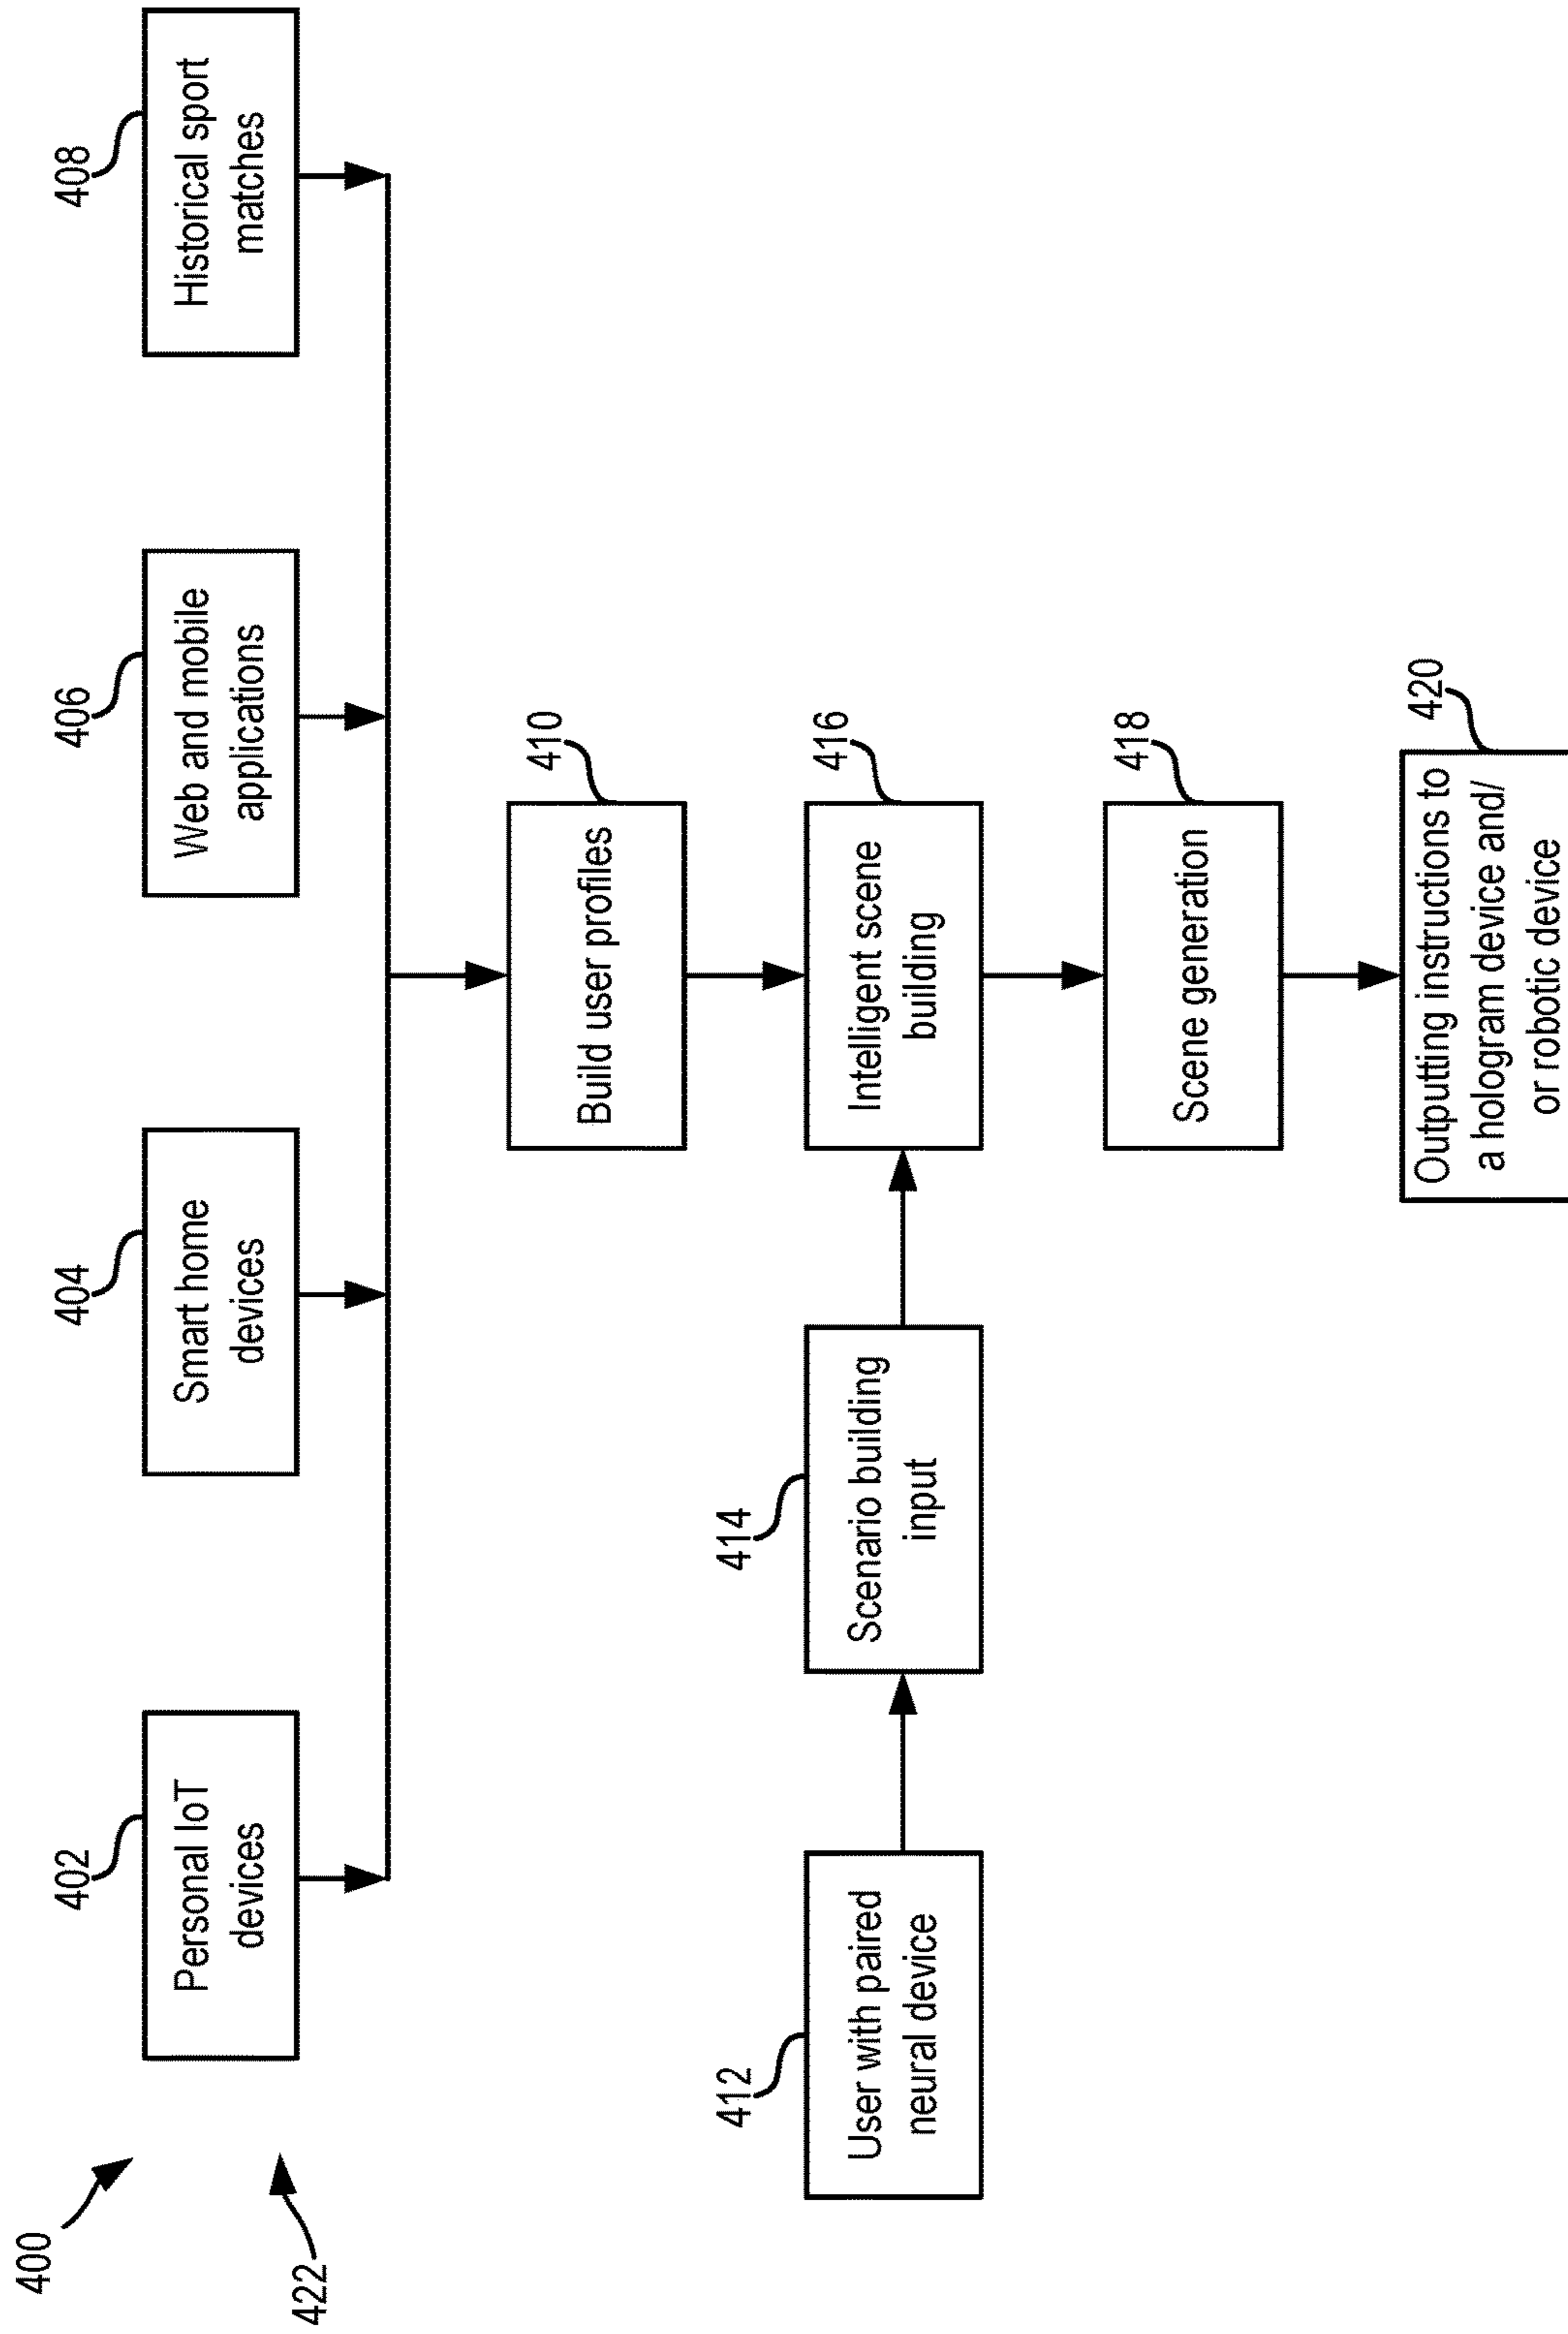 400
422
402
Personal IoT
devices
404
Smart home
devices
406
Web and mobile
applications
408
Historical sport
matches
410
Build user profiles
412
User with paired
neural device
414
Scenario building
input
416
Intelligent scene
building
418
Scene generation
420
Outputting instructions to
a hologram device and/
or robotic device